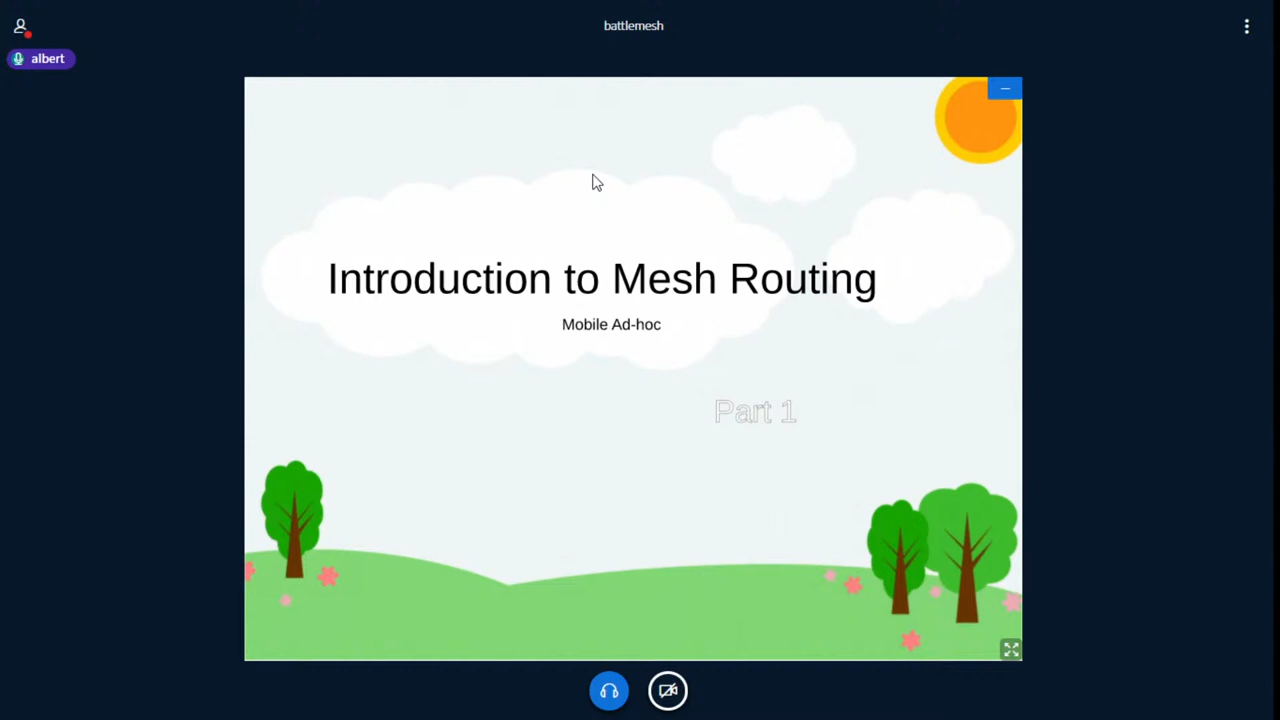 battlemesh
albert
Introduction to Mesh Routing
Mobile Ad-hoc
Part 1